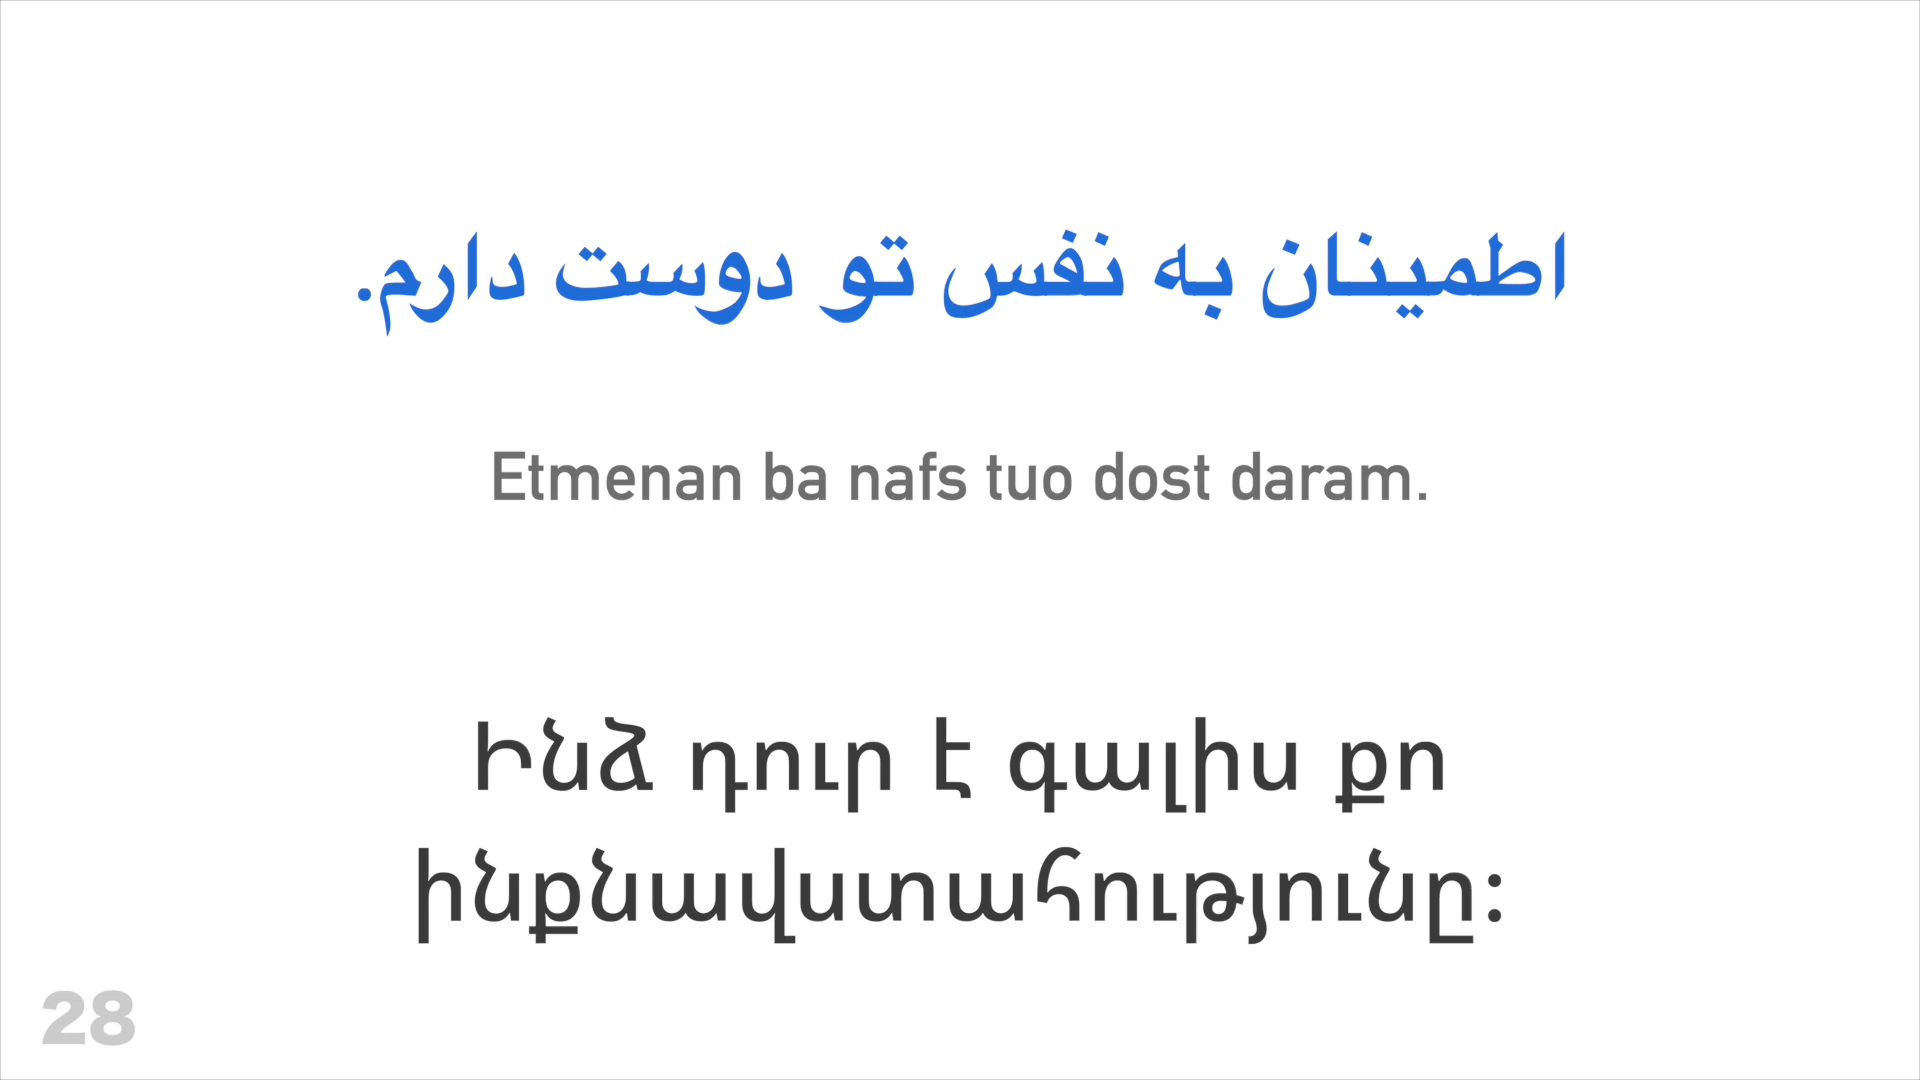 اطمینان به نفس تو دوست دارم.
Etmenan ba nafs tuo dost daram.
Ինձ դուր է գալիս քո
ինքնավստահությունը:
28